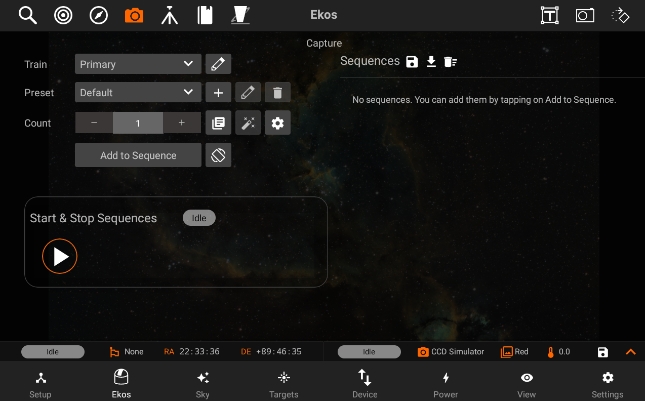 Ekos
Capture
Train Primary
Sequences
Preset Default
No sequences. You can add them by tapping on Add to Sequence.
Count − 1 +
Add to Sequence
Start & Stop Sequences Idle
Idle None RA 22:33:36 DE +89:46:35 Idle CCD Simulator Red 0.0
Setup Ekos Sky Targets Device Power View Settings